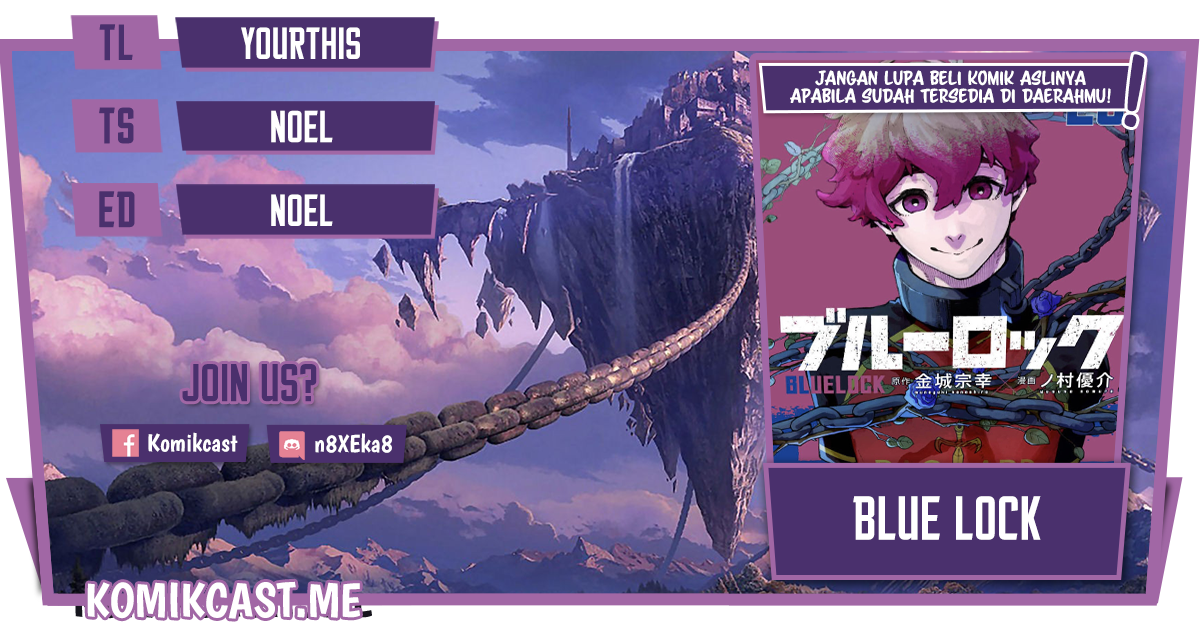 TL
YOURTHIS
TS
NOEL
ED
NOEL
JOIN US?
Komikcast
n8XEka8
KOMIKCAST.ME
JANGAN LUPA BELI KOMIK ASLINYA
APABILA SUDAH TERSEDIA DI DAERAHMU!
ブルーロック
BLUELOCK
原作 金城宗幸
漫画 ノ村優介
BLUE LOCK